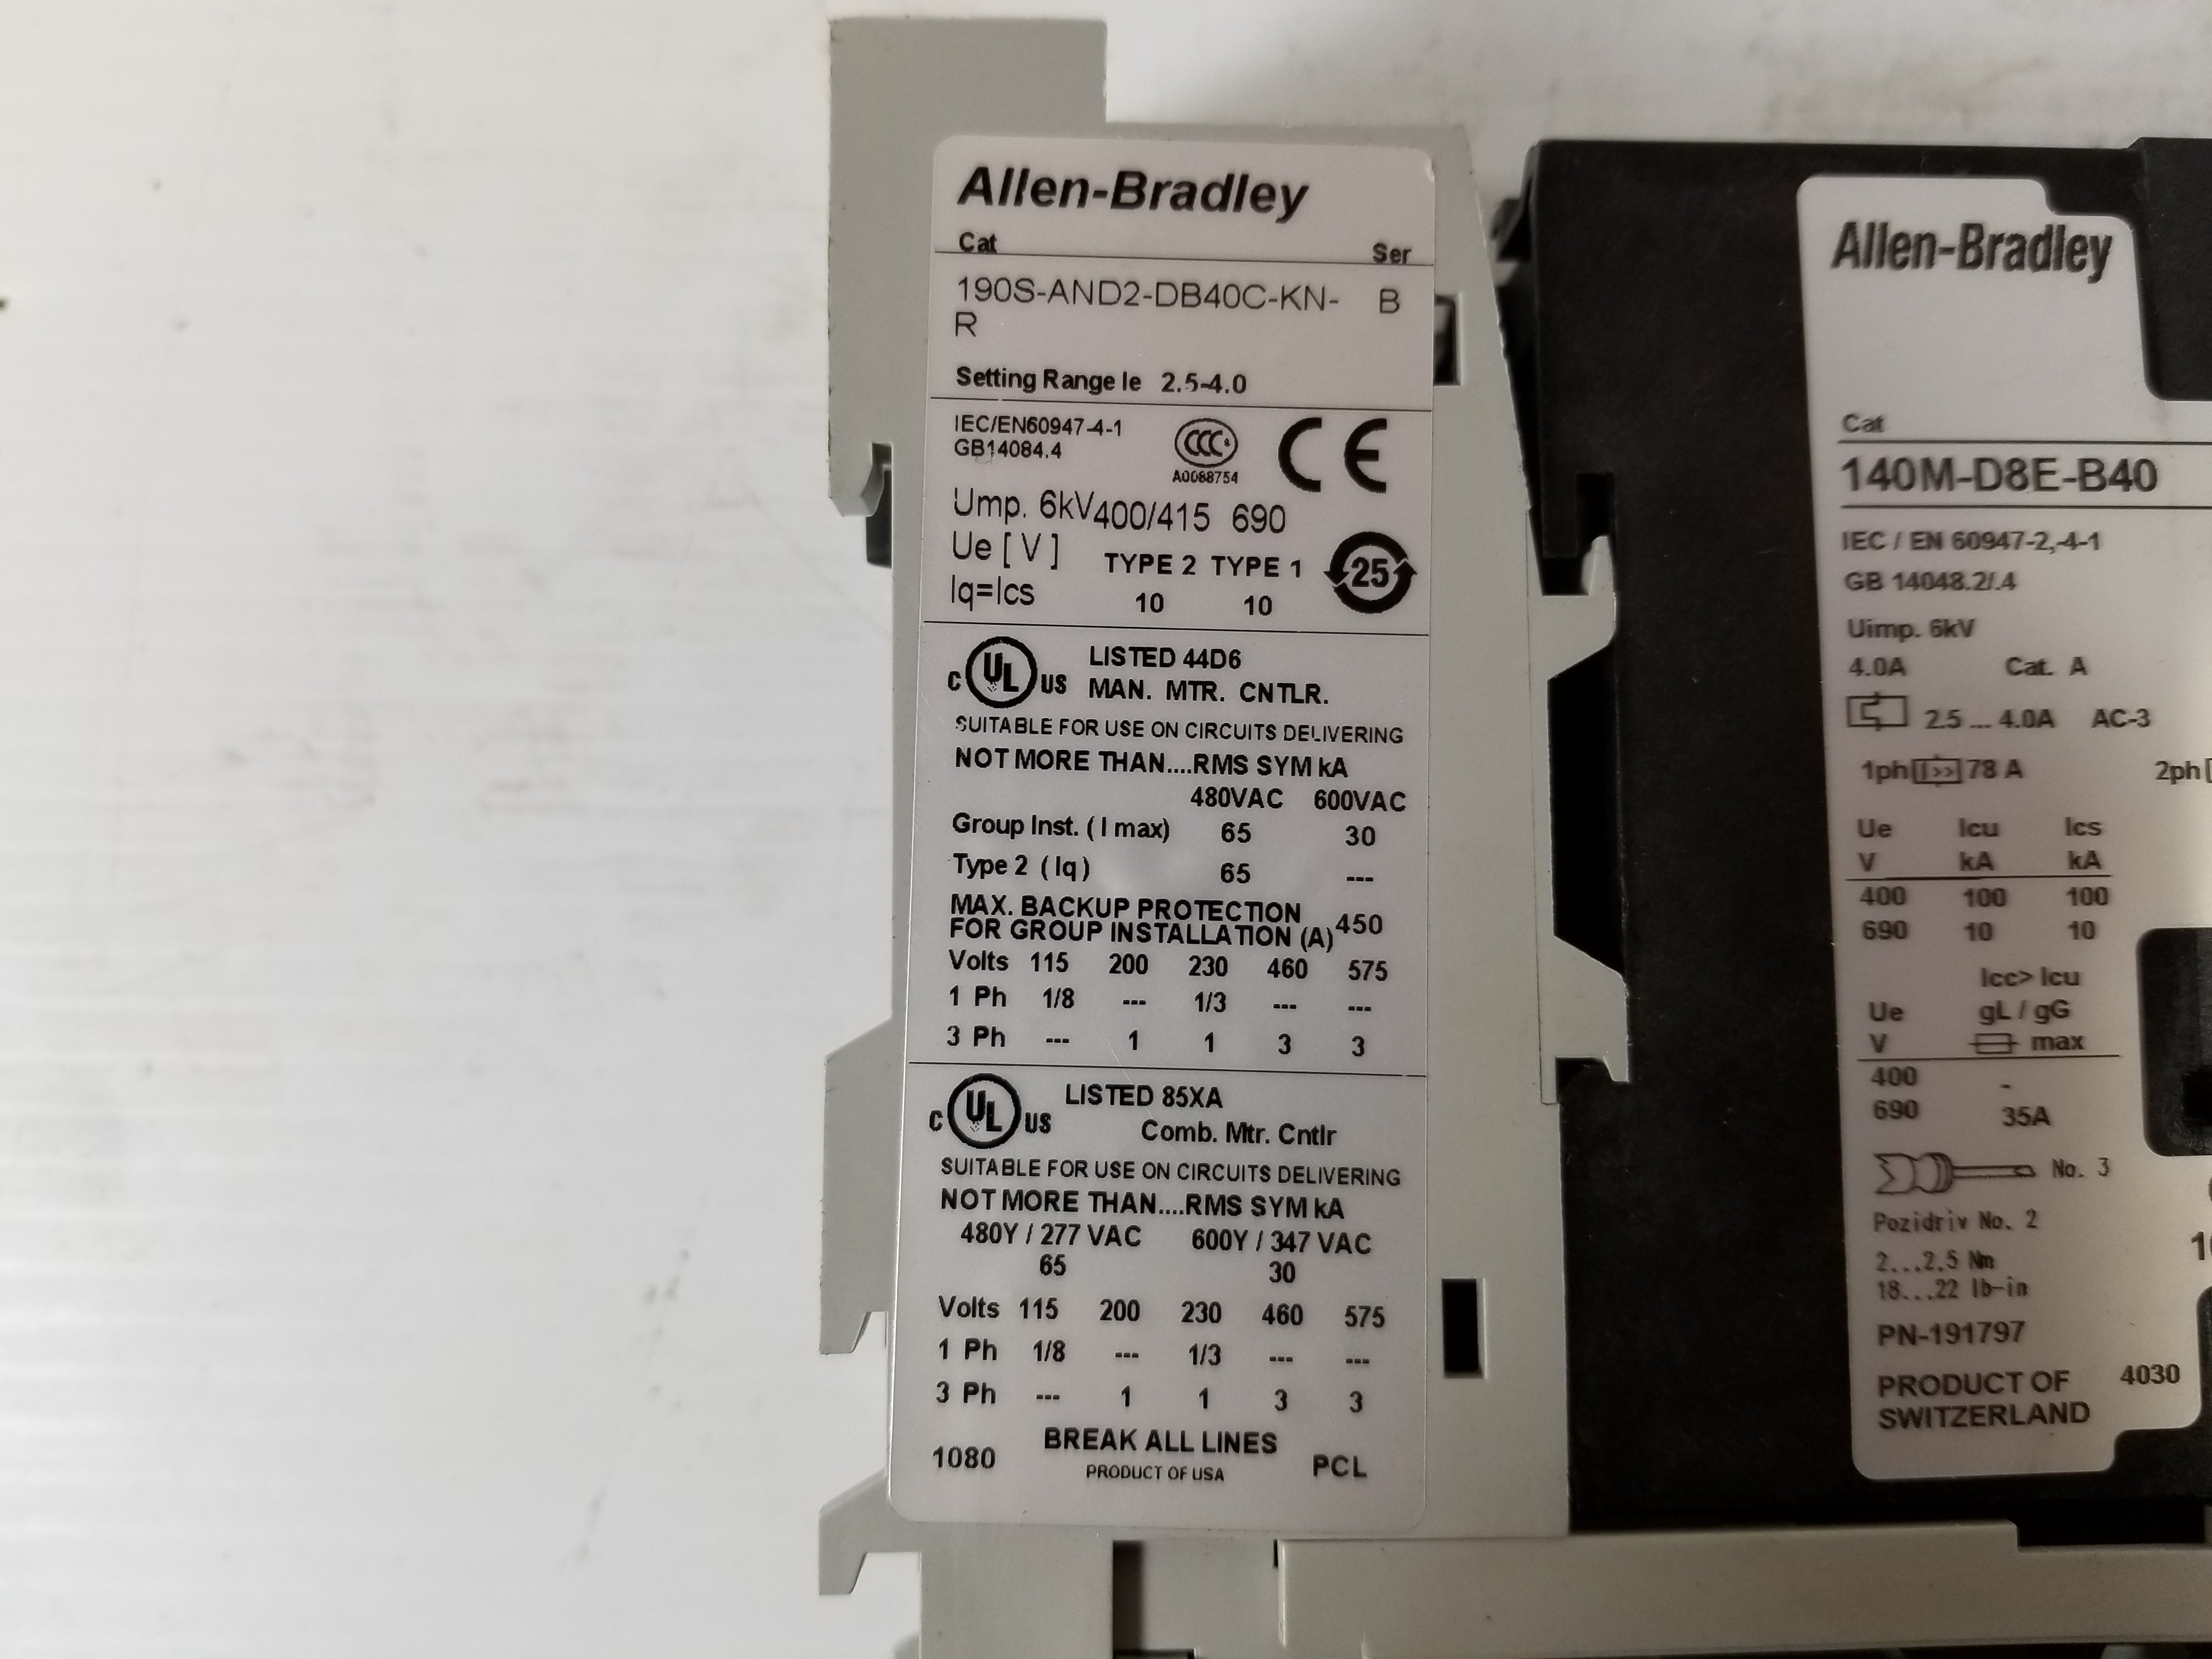 Allen-Bradley
Cat Ser
190S-AND2-DB40C-KN- B
R
Setting Range Ie 2.5-4.0
IEC/EN60947-4-1
GB14084.4
CCC
A0088754
CE
Ump. 6kV 400/415 690
Ue [ V ] TYPE 2 TYPE 1
Iq=Ics 10 10
25
C UL US LISTED 44D6
MAN. MTR. CNTLR.
SUITABLE FOR USE ON CIRCUITS DELIVERING
NOT MORE THAN....RMS SYM kA
480VAC 600VAC
Group Inst. ( I max) 65 30
Type 2 ( Iq ) 65 ---
MAX. BACKUP PROTECTION
FOR GROUP INSTALLATION (A) 450
Volts 115 200 230 460 575
1 Ph 1/8 --- 1/3 --- ---
3 Ph --- 1 1 3 3
C UL US LISTED 85XA
Comb. Mtr. Cntlr
SUITABLE FOR USE ON CIRCUITS DELIVERING
NOT MORE THAN....RMS SYM kA
480Y / 277 VAC 600Y / 347 VAC
65 30
Volts 115 200 230 460 575
1 Ph 1/8 --- 1/3 --- ---
3 Ph --- 1 1 3 3
BREAK ALL LINES
1080 PRODUCT OF USA PCL
Allen-Bradley
Cat
140M-D8E-B40
IEC / EN 60947-2,-4-1
GB 14048.2/.4
Uimp. 6kV
4.0A Cat. A
2.5 ... 4.0A AC-3
1ph I>> 78 A 2ph
Ue Icu Ics
V kA kA
400 100 100
690 10 10
Icc> Icu
Ue gL / gG
V max
400 -
690 35A
No. 3
Pozidriv No. 2
2...2.5 Nm
18...22 lb-in
PN-191797
PRODUCT OF 4030
SWITZERLAND